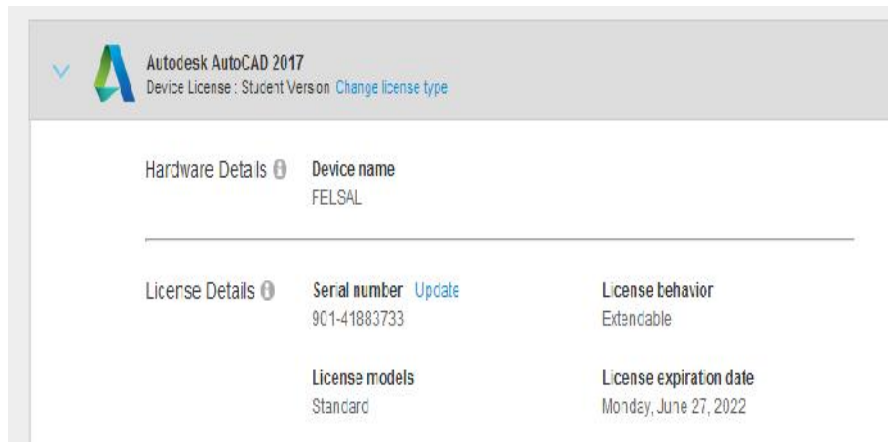 Autodesk AutoCAD 2017
Device License : Student Version Change license type
Hardware Details Device name
FELSAL
License Details Serial number Update License behavior
901-41883733 Extendable
License models License expiration date
Standard Monday, June 27, 2022